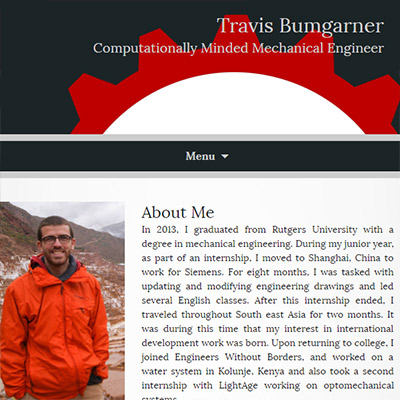 Travis Bumgarner
Computationally Minded Mechanical Engineer
Menu
About Me
In 2013, I graduated from Rutgers University with a
degree in mechanical engineering. During my junior year,
as part of an internship, I moved to Shanghai, China to
work for Siemens. For eight months, I was tasked with
updating and modifying engineering drawings and led
several English classes. After this internship ended, I
traveled throughout South east Asia for two months. It
was during this time that my interest in international
development work was born. Upon returning to college, I
joined Engineers Without Borders, and worked on a
water system in Kolunje, Kenya and also took a second
internship with LightAge working on optomechanical
systems